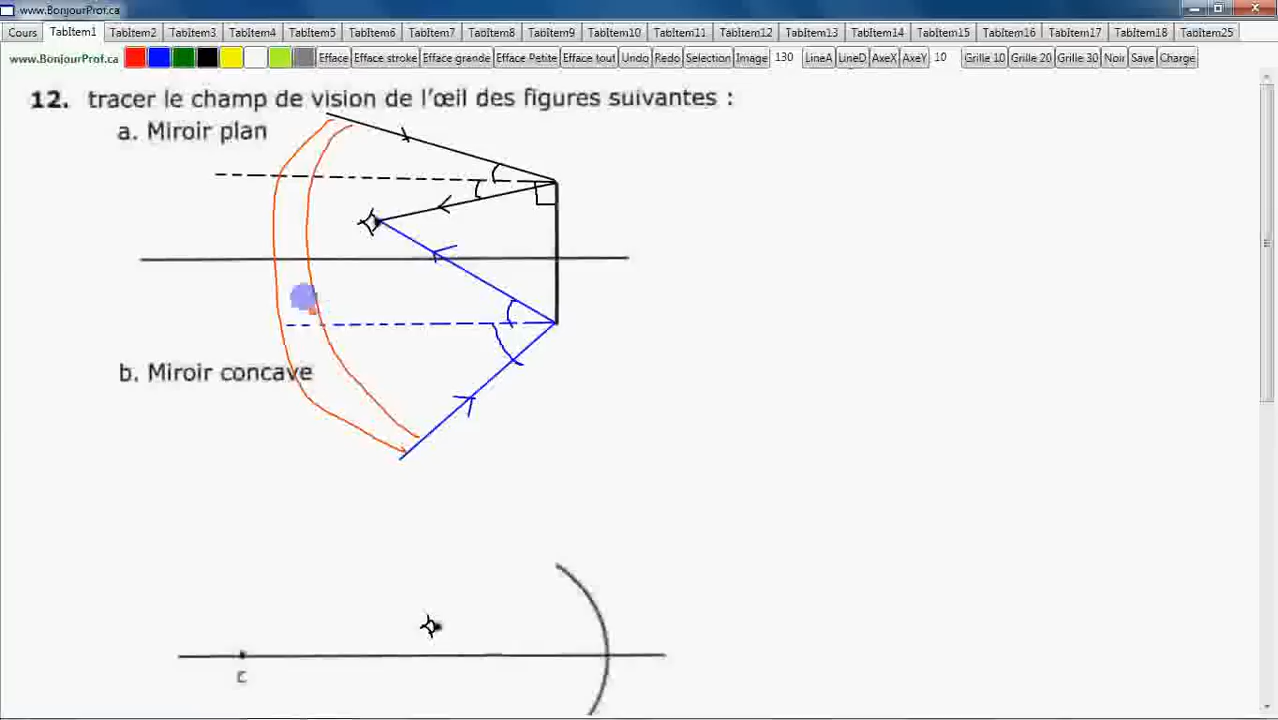 www.BonjourProf.ca
Cours TabItem1 TabItem2 TabItem3 TabItem4 TabItem5 TabItem6 TabItem7 TabItem8 TabItem9 TabItem10 TabItem11 TabItem12 TabItem13 TabItem14 TabItem15 TabItem16 TabItem17 TabItem18 TabItem25
www.BonjourProf.ca Efface Efface stroke Efface grande Efface Petite Efface tout Undo Redo Selection Image 130 LineA LineD AxeX AxeY 10 Grille 10 Grille 20 Grille 30 Noir Save Charge
12. tracer le champ de vision de l'œil des figures suivantes :
a. Miroir plan
b. Miroir concave
C